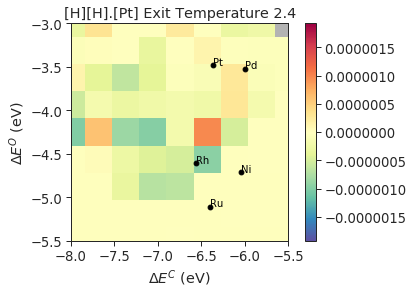 [H][H].[Pt] Exit Temperature 2.4
−3.0
−3.5
−4.0
−4.5
−5.0
−5.5
ΔE^O (eV)
Pt
Pd
Rh
Ni
Ru
−8.0 −7.5 −7.0 −6.5 −6.0 −5.5
ΔE^C (eV)
0.0000015
0.0000010
0.0000005
0.0000000
−0.0000005
−0.0000010
−0.0000015